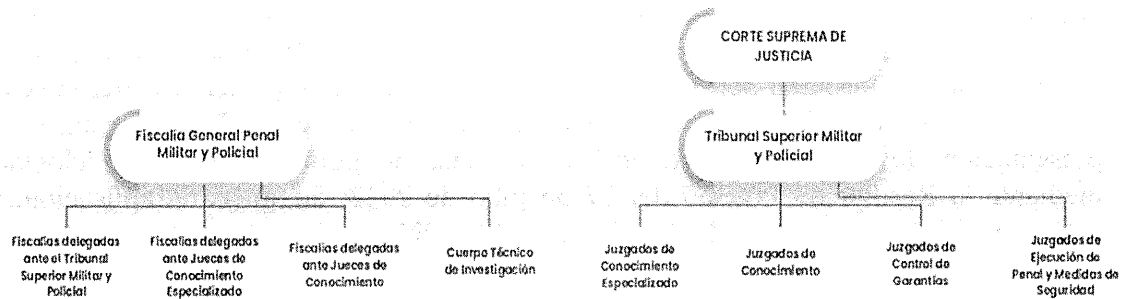 CORTE SUPREMA DE
JUSTICIA
Fiscalía General Penal
Militar y Policial
Tribunal Superior Militar
y Policial
Fiscalías delegadas
ante el Tribunal
Superior Militar y
Policial
Fiscalías delegadas
ante Jueces de
Conocimiento
Especializado
Fiscalías delegadas
ante Jueces de
Conocimiento
Cuerpo Técnico
de Investigación
Juzgados de
Conocimiento
Especializado
Juzgados de
Conocimiento
Juzgados de
Control de
Garantías
Juzgados de
Ejecución de
Penal y Medidas de
Seguridad